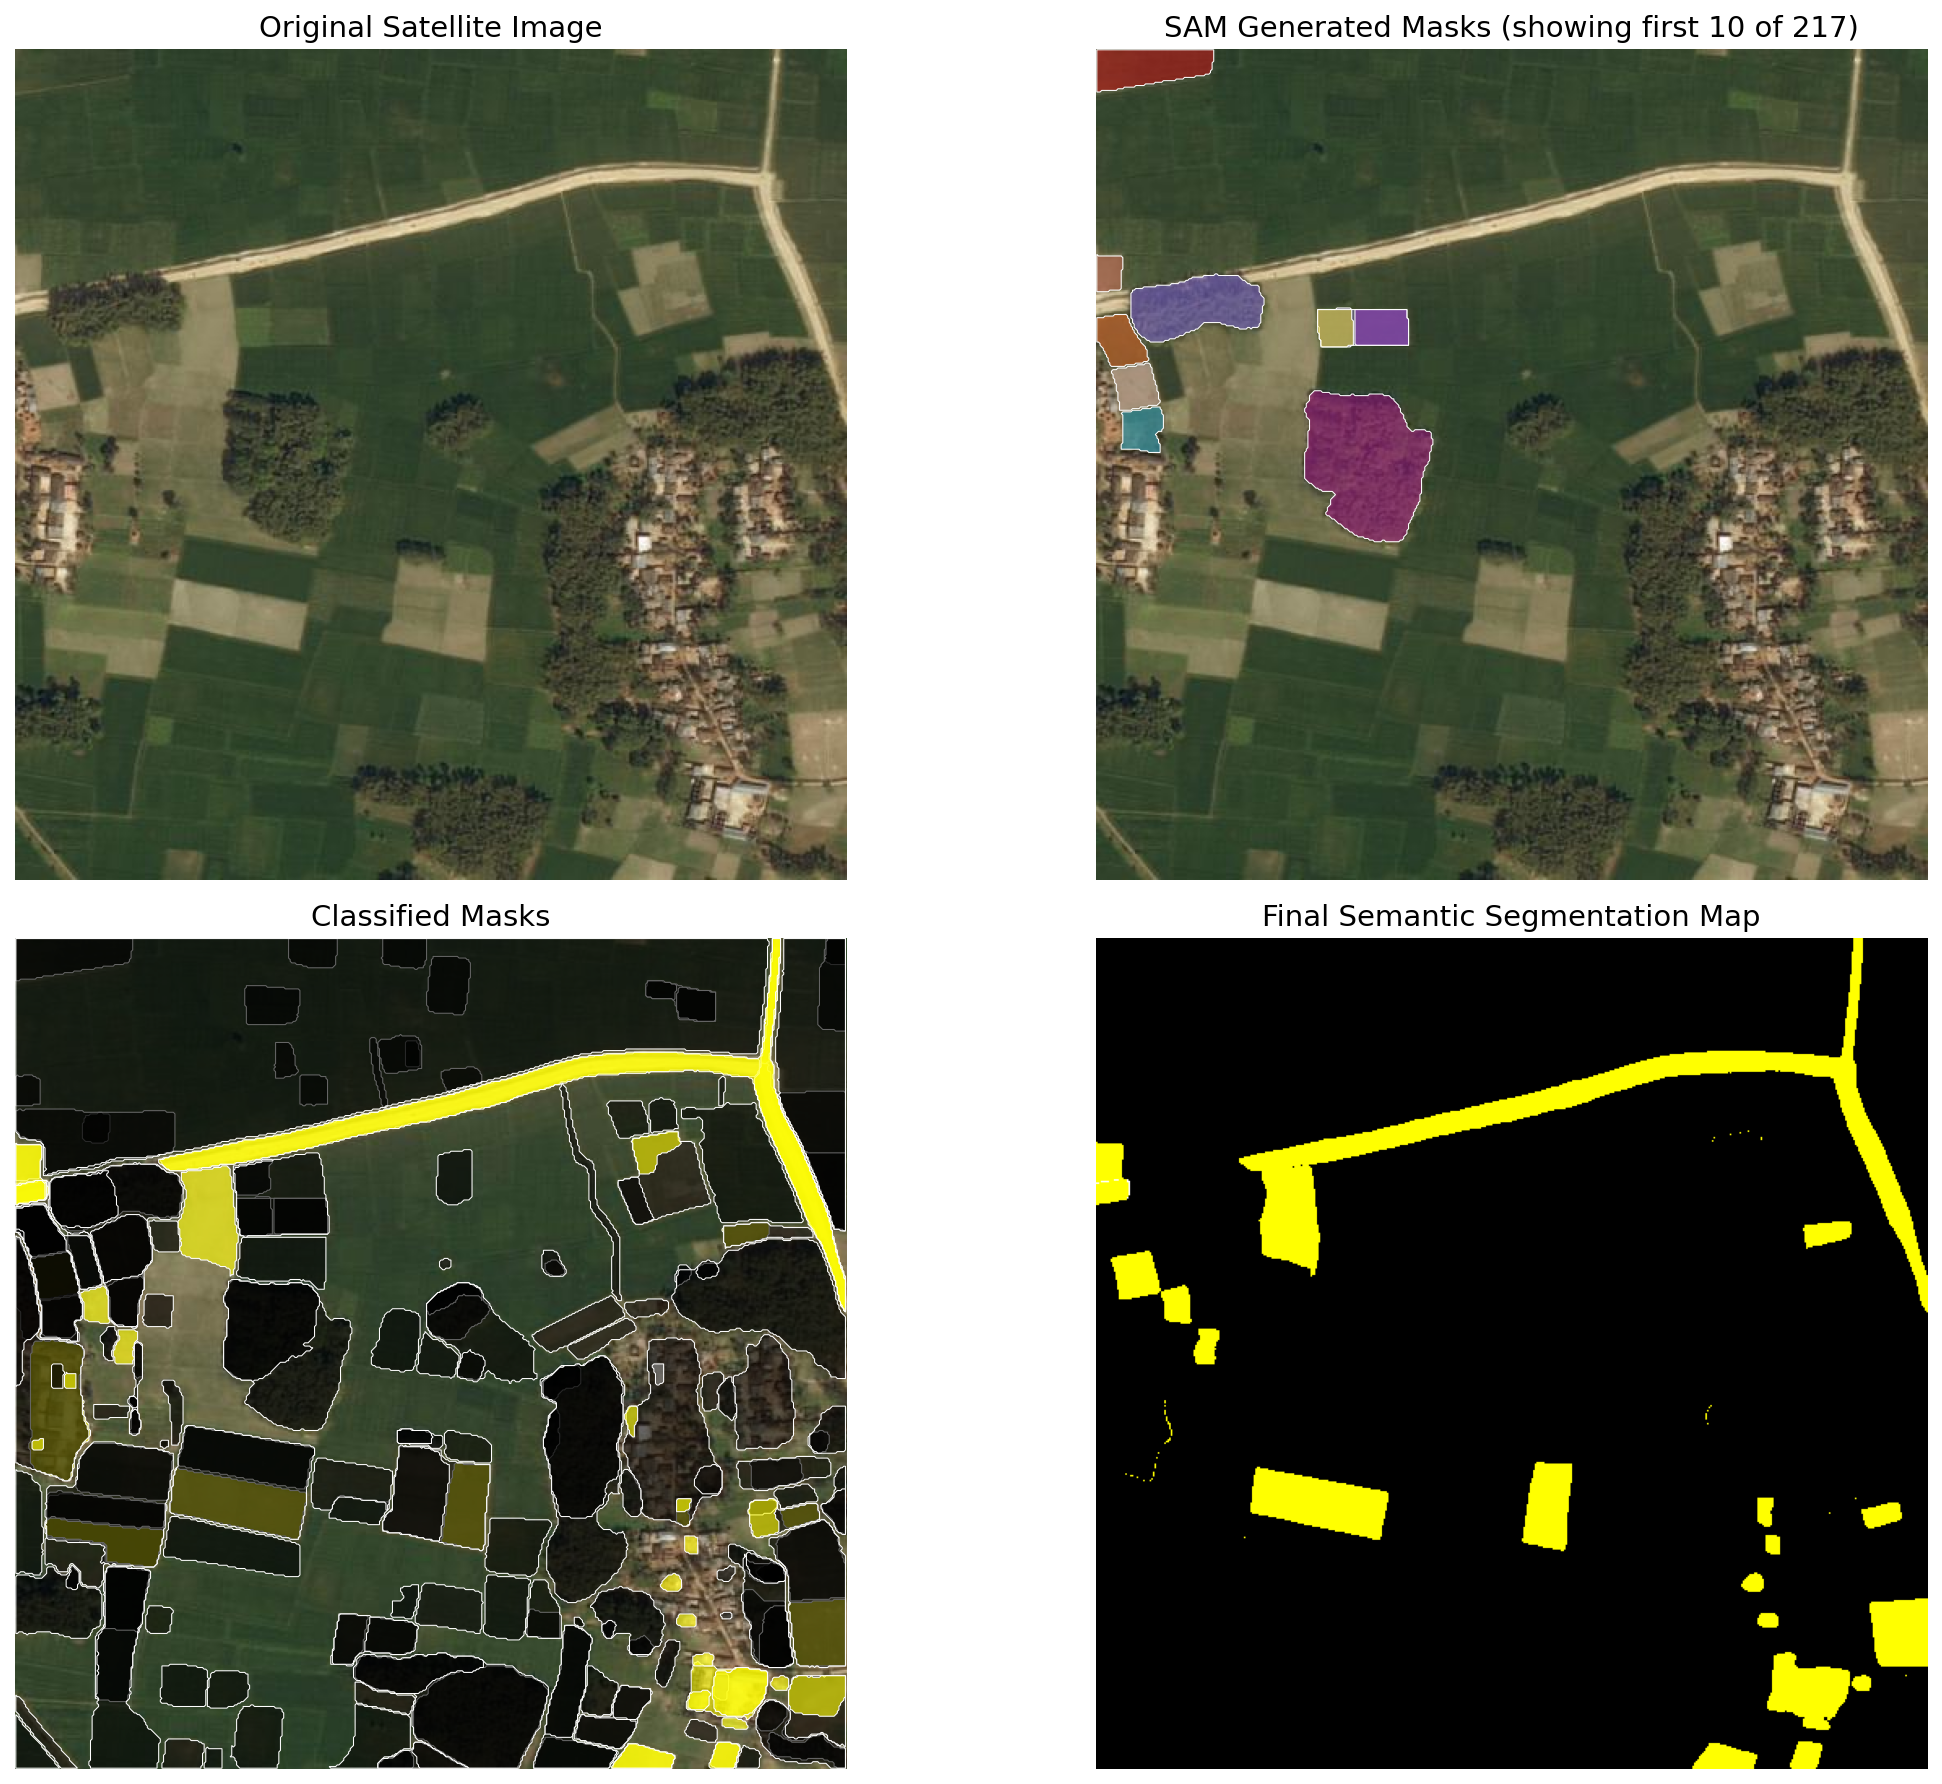 Original Satellite Image
SAM Generated Masks (showing first 10 of 217)
Classified Masks
Final Semantic Segmentation Map